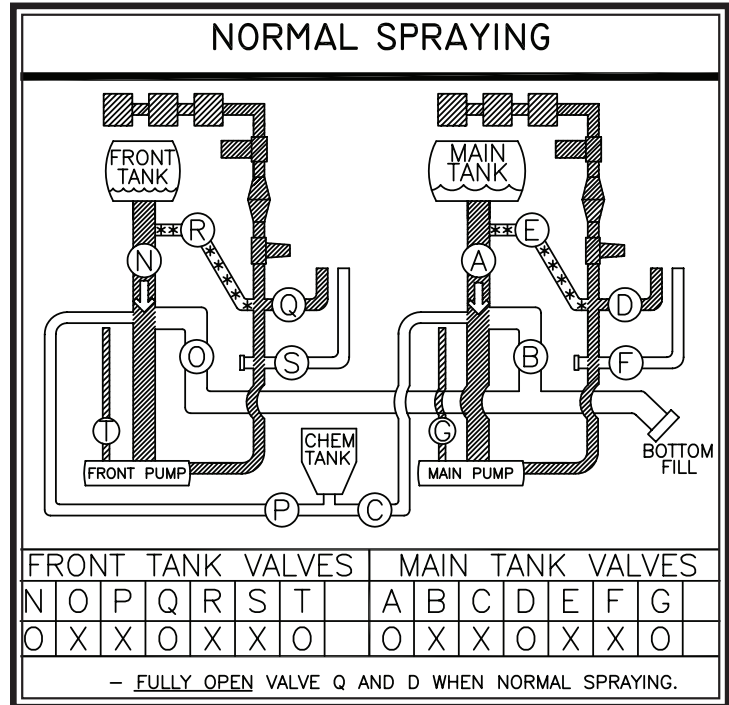 NORMAL SPRAYING
FRONT TANK
MAIN TANK
R
E
N
A
Q
D
O
S
B
F
T
G
CHEM TANK
BOTTOM FILL
FRONT PUMP
MAIN PUMP
P
C
FRONT TANK VALVES MAIN TANK VALVES
N O P Q R S T A B C D E F G
O X X O X X O O X X O X X O
– FULLY OPEN VALVE Q AND D WHEN NORMAL SPRAYING.